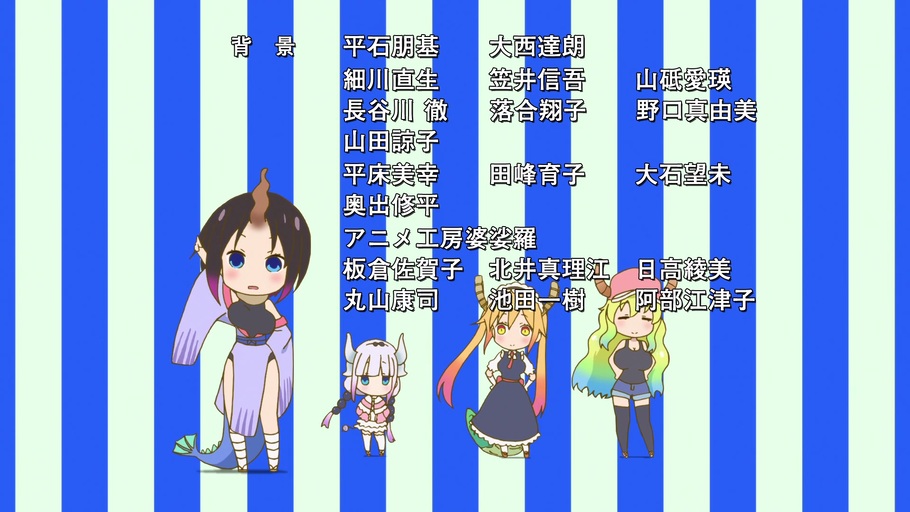 背 景 平石朋基 大西達朗
細川直生 笠井信吾 山砥愛瑛
長谷川 徹 落合翔子 野口真由美
山田諒子
平床美幸 田峰育子 大石望未
奥出修平
アニメ工房婆娑羅
板倉佐賀子 北井真理江 日高綾美
丸山康司 池田一樹 阿部江津子